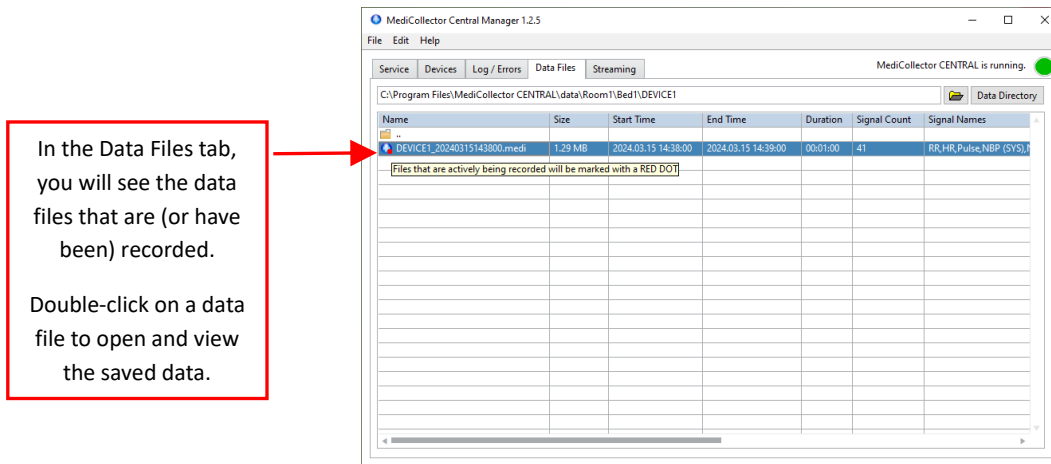 MediCollector Central Manager 1.2.5
File Edit Help
Service Devices Log / Errors Data Files Streaming MediCollector CENTRAL is running.
C:\Program Files\MediCollector CENTRAL\data\Room1\Bed1\DEVICE1 Data Directory
Name Size Start Time End Time Duration Signal Count Signal Names
..
DEVICE1_20240315143800.medi 1.29 MB 2024.03.15 14:38:00 2024.03.15 14:39:00 00:01:00 41 RR,HR,Pulse,NBP (SYS),
Files that are actively being recorded will be marked with a RED DOT
In the Data Files tab,
you will see the data
files that are (or have
been) recorded.
Double-click on a data
file to open and view
the saved data.